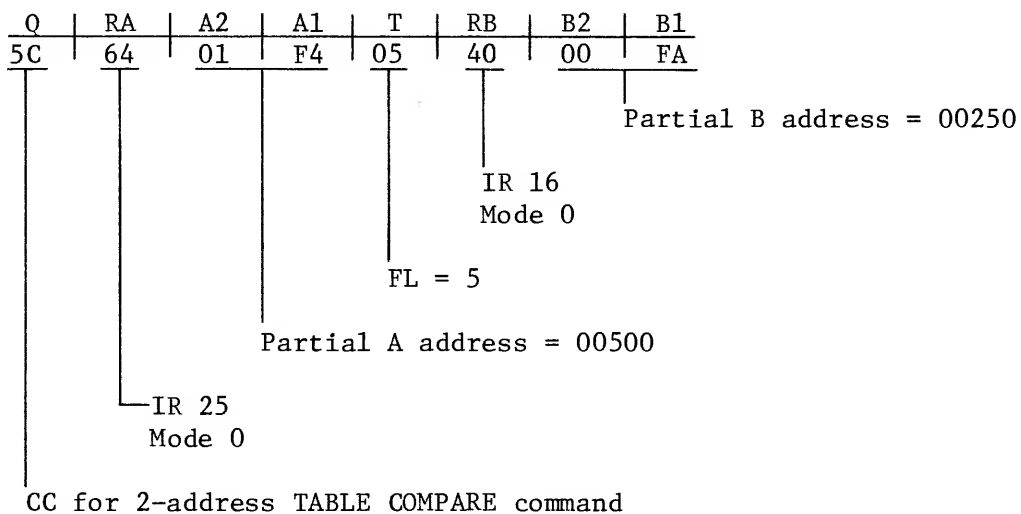 Q | RA | A2 | A1 | T | RB | B2 | B1
5C | 64 | 01 | F4 | 05 | 40 | 00 | FA
Partial B address = 00250
IR 16
Mode 0
FL = 5
Partial A address = 00500
IR 25
Mode 0
CC for 2-address TABLE COMPARE command